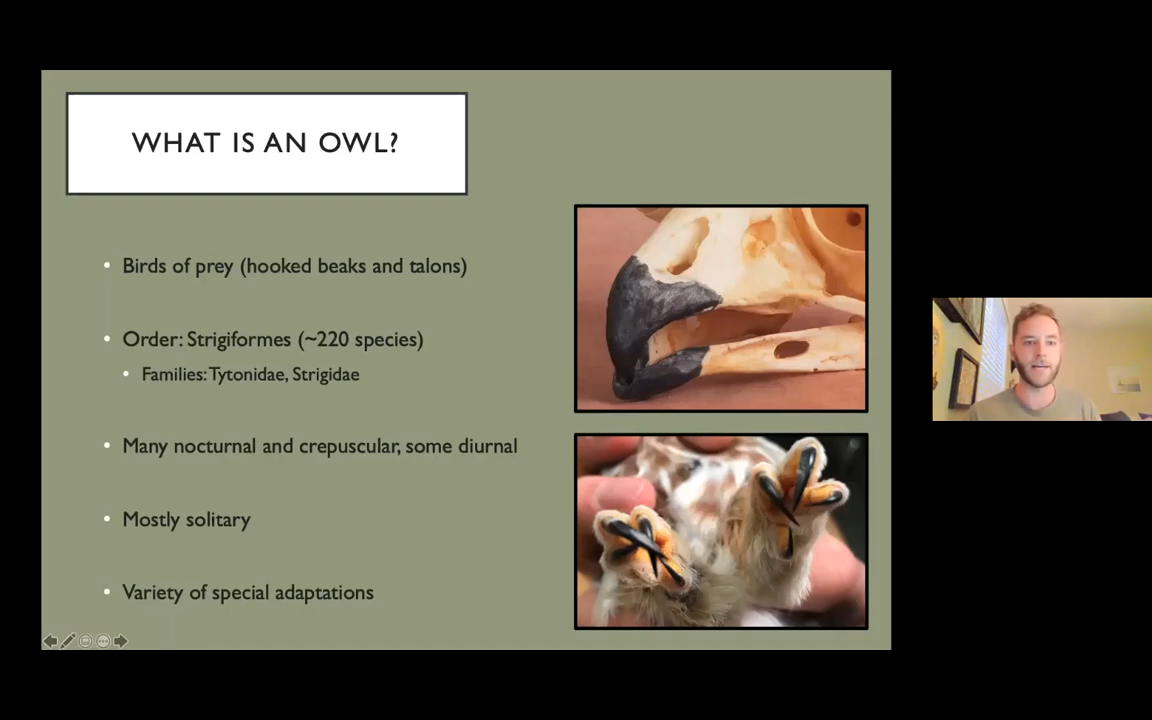 WHAT IS AN OWL?
• Birds of prey (hooked beaks and talons)
• Order: Strigiformes (~220 species)
• Families: Tytonidae, Strigidae
• Many nocturnal and crepuscular, some diurnal
• Mostly solitary
• Variety of special adaptations